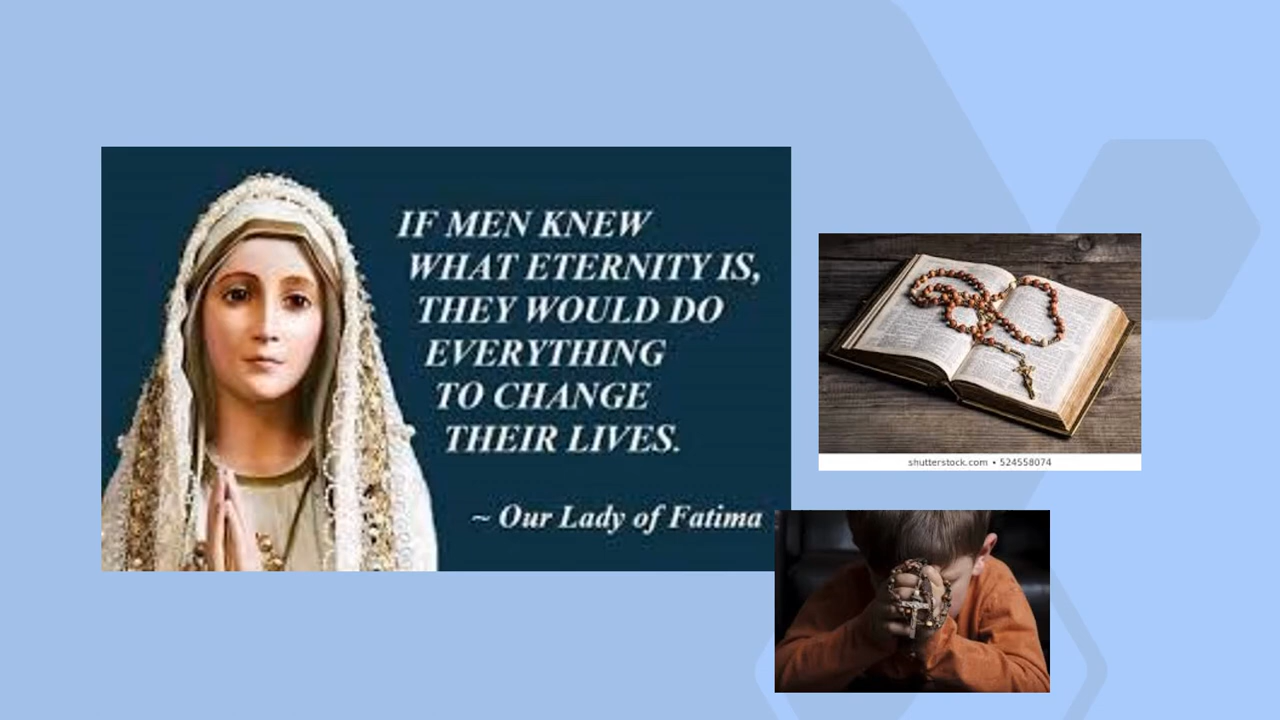 IF MEN KNEW
WHAT ETERNITY IS,
THEY WOULD DO
EVERYTHING
TO CHANGE
THEIR LIVES.
~ Our Lady of Fatima
shutterstock.com • 524558074